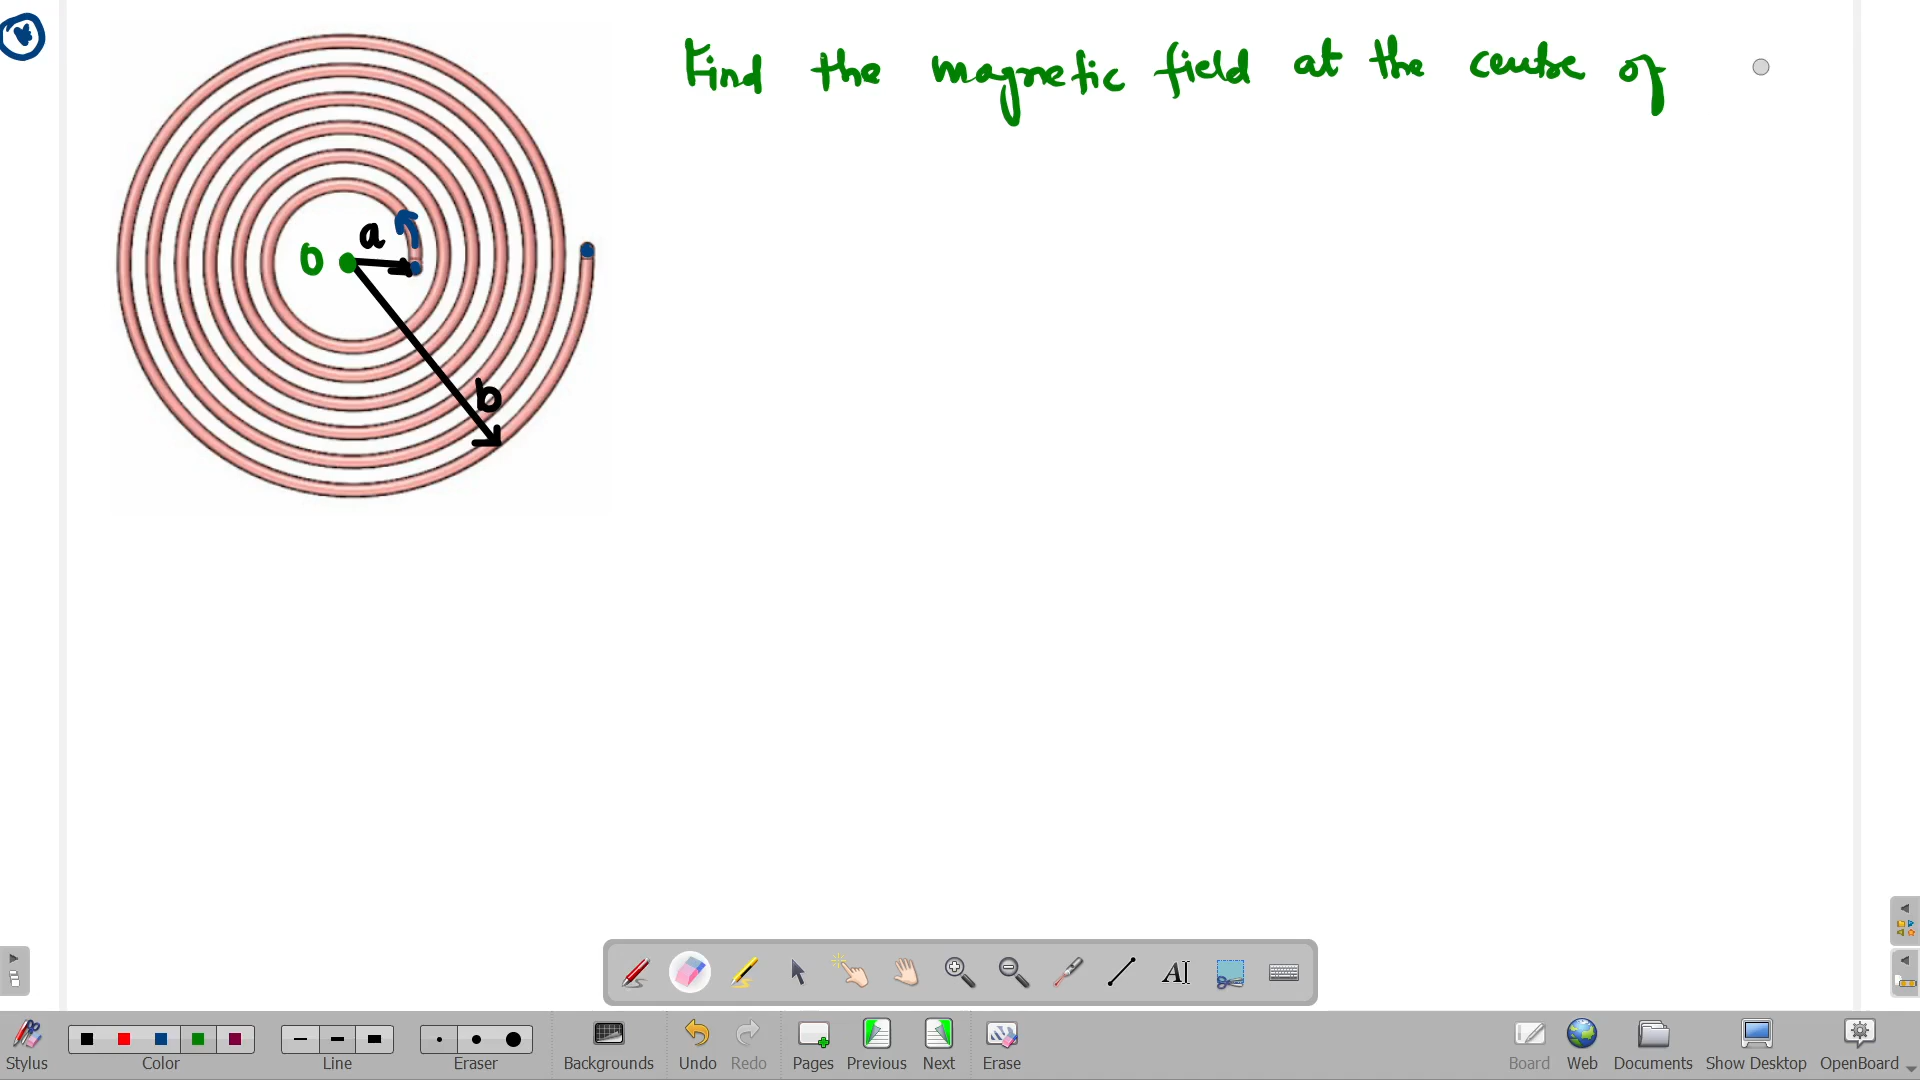 Find the magnetic field at the centre of
a
O
b
AI
Stylus Color Line Eraser Backgrounds Undo Redo Pages Previous Next Erase Board Web Documents Show Desktop OpenBoard